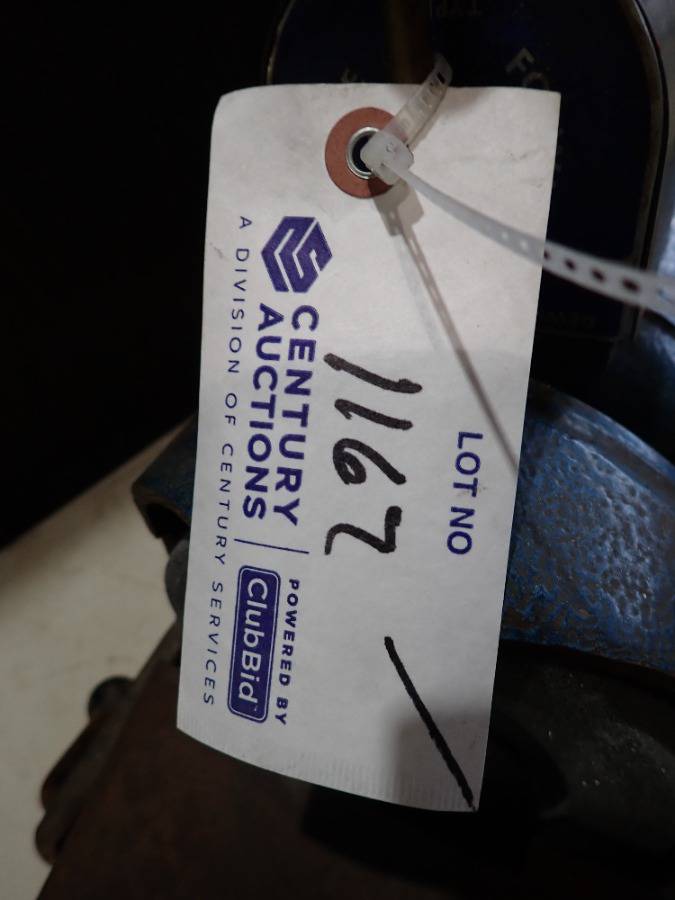 LOT NO
1167
CENTURY
AUCTIONS
POWERED BY
ClubBid
A DIVISION OF CENTURY SERVICES